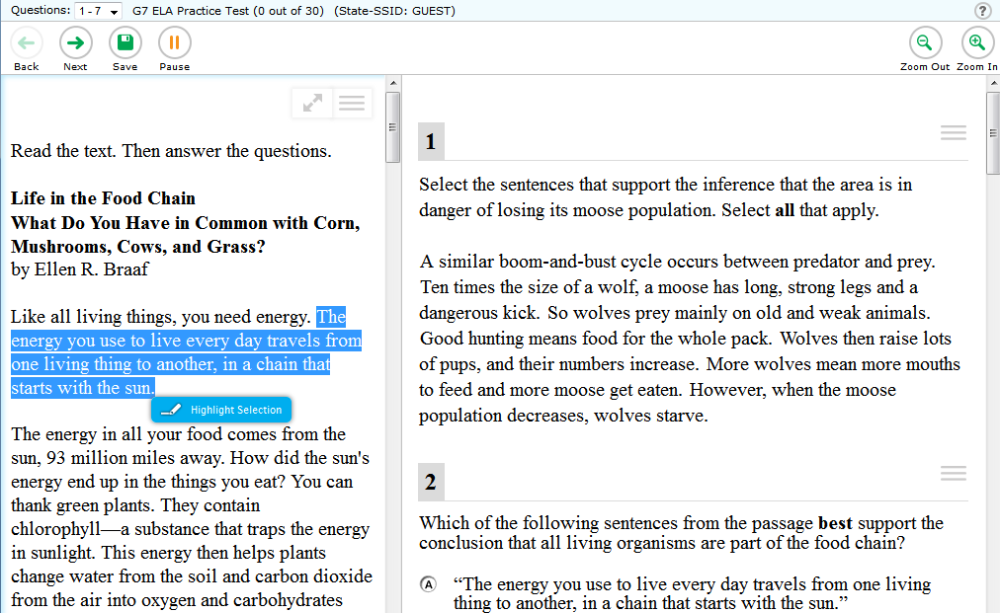 Questions: 1 - 7 G7 ELA Practice Test (0 out of 30) (State-SSID: GUEST) ?
Back Next Save Pause Zoom Out Zoom In
Read the text. Then answer the questions.
Life in the Food Chain
What Do You Have in Common with Corn,
Mushrooms, Cows, and Grass?
by Ellen R. Braaf
Like all living things, you need energy. The
energy you use to live every day travels from
one living thing to another, in a chain that
starts with the sun.
Highlight Selection
The energy in all your food comes from the
sun, 93 million miles away. How did the sun's
energy end up in the things you eat? You can
thank green plants. They contain
chlorophyll—a substance that traps the energy
in sunlight. This energy then helps plants
change water from the soil and carbon dioxide
from the air into oxygen and carbohydrates
1
Select the sentences that support the inference that the area is in
danger of losing its moose population. Select all that apply.
A similar boom-and-bust cycle occurs between predator and prey.
Ten times the size of a wolf, a moose has long, strong legs and a
dangerous kick. So wolves prey mainly on old and weak animals.
Good hunting means food for the whole pack. Wolves then raise lots
of pups, and their numbers increase. More wolves mean more mouths
to feed and more moose get eaten. However, when the moose
population decreases, wolves starve.
2
Which of the following sentences from the passage best support the
conclusion that all living organisms are part of the food chain?
A “The energy you use to live every day travels from one living
thing to another, in a chain that starts with the sun.”